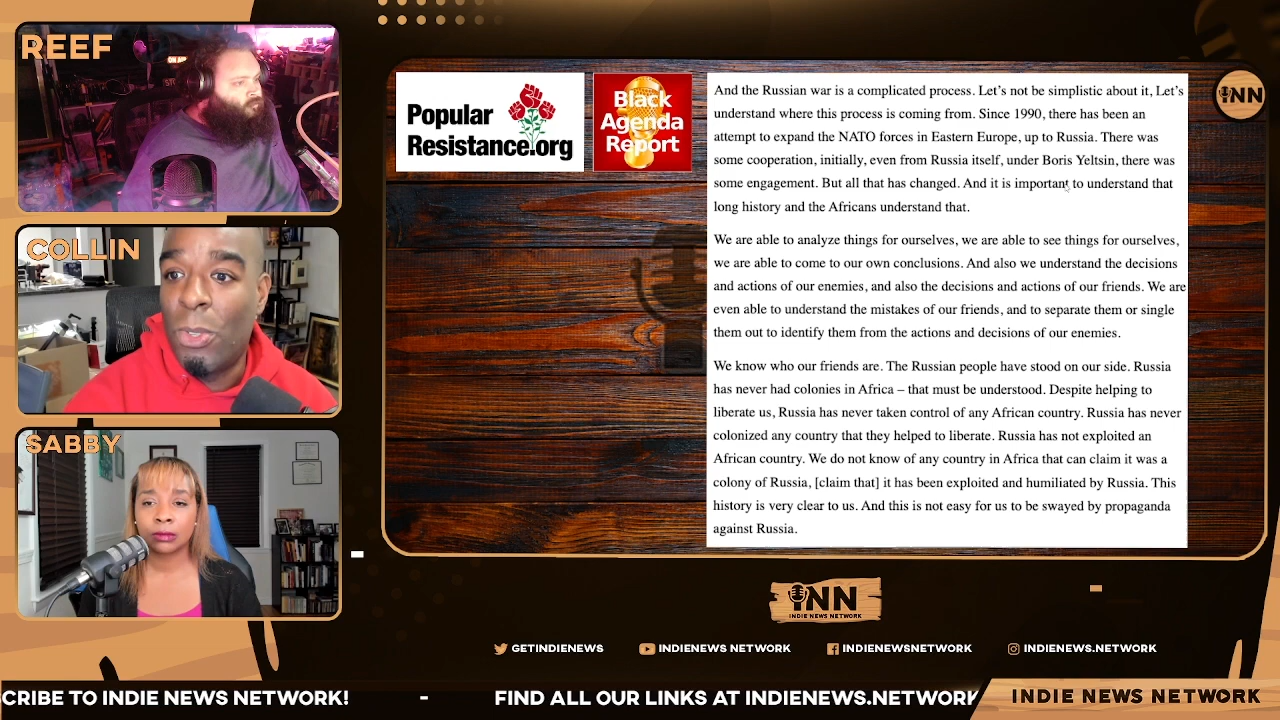 REEF
ON AIR
COLLIN
SABBY
Popular
Resistance.org
Black
Agenda
Report
And the Russian war is a complicated process. Let's not be simplistic about it, Let's
understand where this process is coming from. Since 1990, there has been an
attempt to expand the NATO forces in Eastern Europe, up to Russia. There was
some cooperation, initially, even from Russia itself, under Boris Yeltsin, there was
some engagement. But all that has changed. And it is important to understand that
long history and the Africans understand that.
We are able to analyze things for ourselves, we are able to see things for ourselves,
we are able to come to our own conclusions. And also we understand the decisions
and actions of our enemies, and also the decisions and actions of our friends. We are
even able to understand the mistakes of our friends, and to separate them or single
them out to identify them from the actions and decisions of our enemies.
We know who our friends are. The Russian people have stood on our side. Russia
has never had colonies in Africa – that must be understood. Despite helping to
liberate us, Russia has never taken control of any African country. Russia has never
colonized any country that they helped to liberate. Russia has not exploited an
African country. We do not know of any country in Africa that can claim it was a
colony of Russia, [claim that] it has been exploited and humiliated by Russia. This
history is very clear to us. And this is not easy for us to be swayed by propaganda
against Russia.
INN
INN
INDIE NEWS NETWORK
GETINDIENEWS
INDIENEWS NETWORK
INDIENEWSNETWORK
INDIENEWS.NETWORK
CRIBE TO INDIE NEWS NETWORK! - FIND ALL OUR LINKS AT INDIENEWS.NETWORK
INDIE NEWS NETWORK